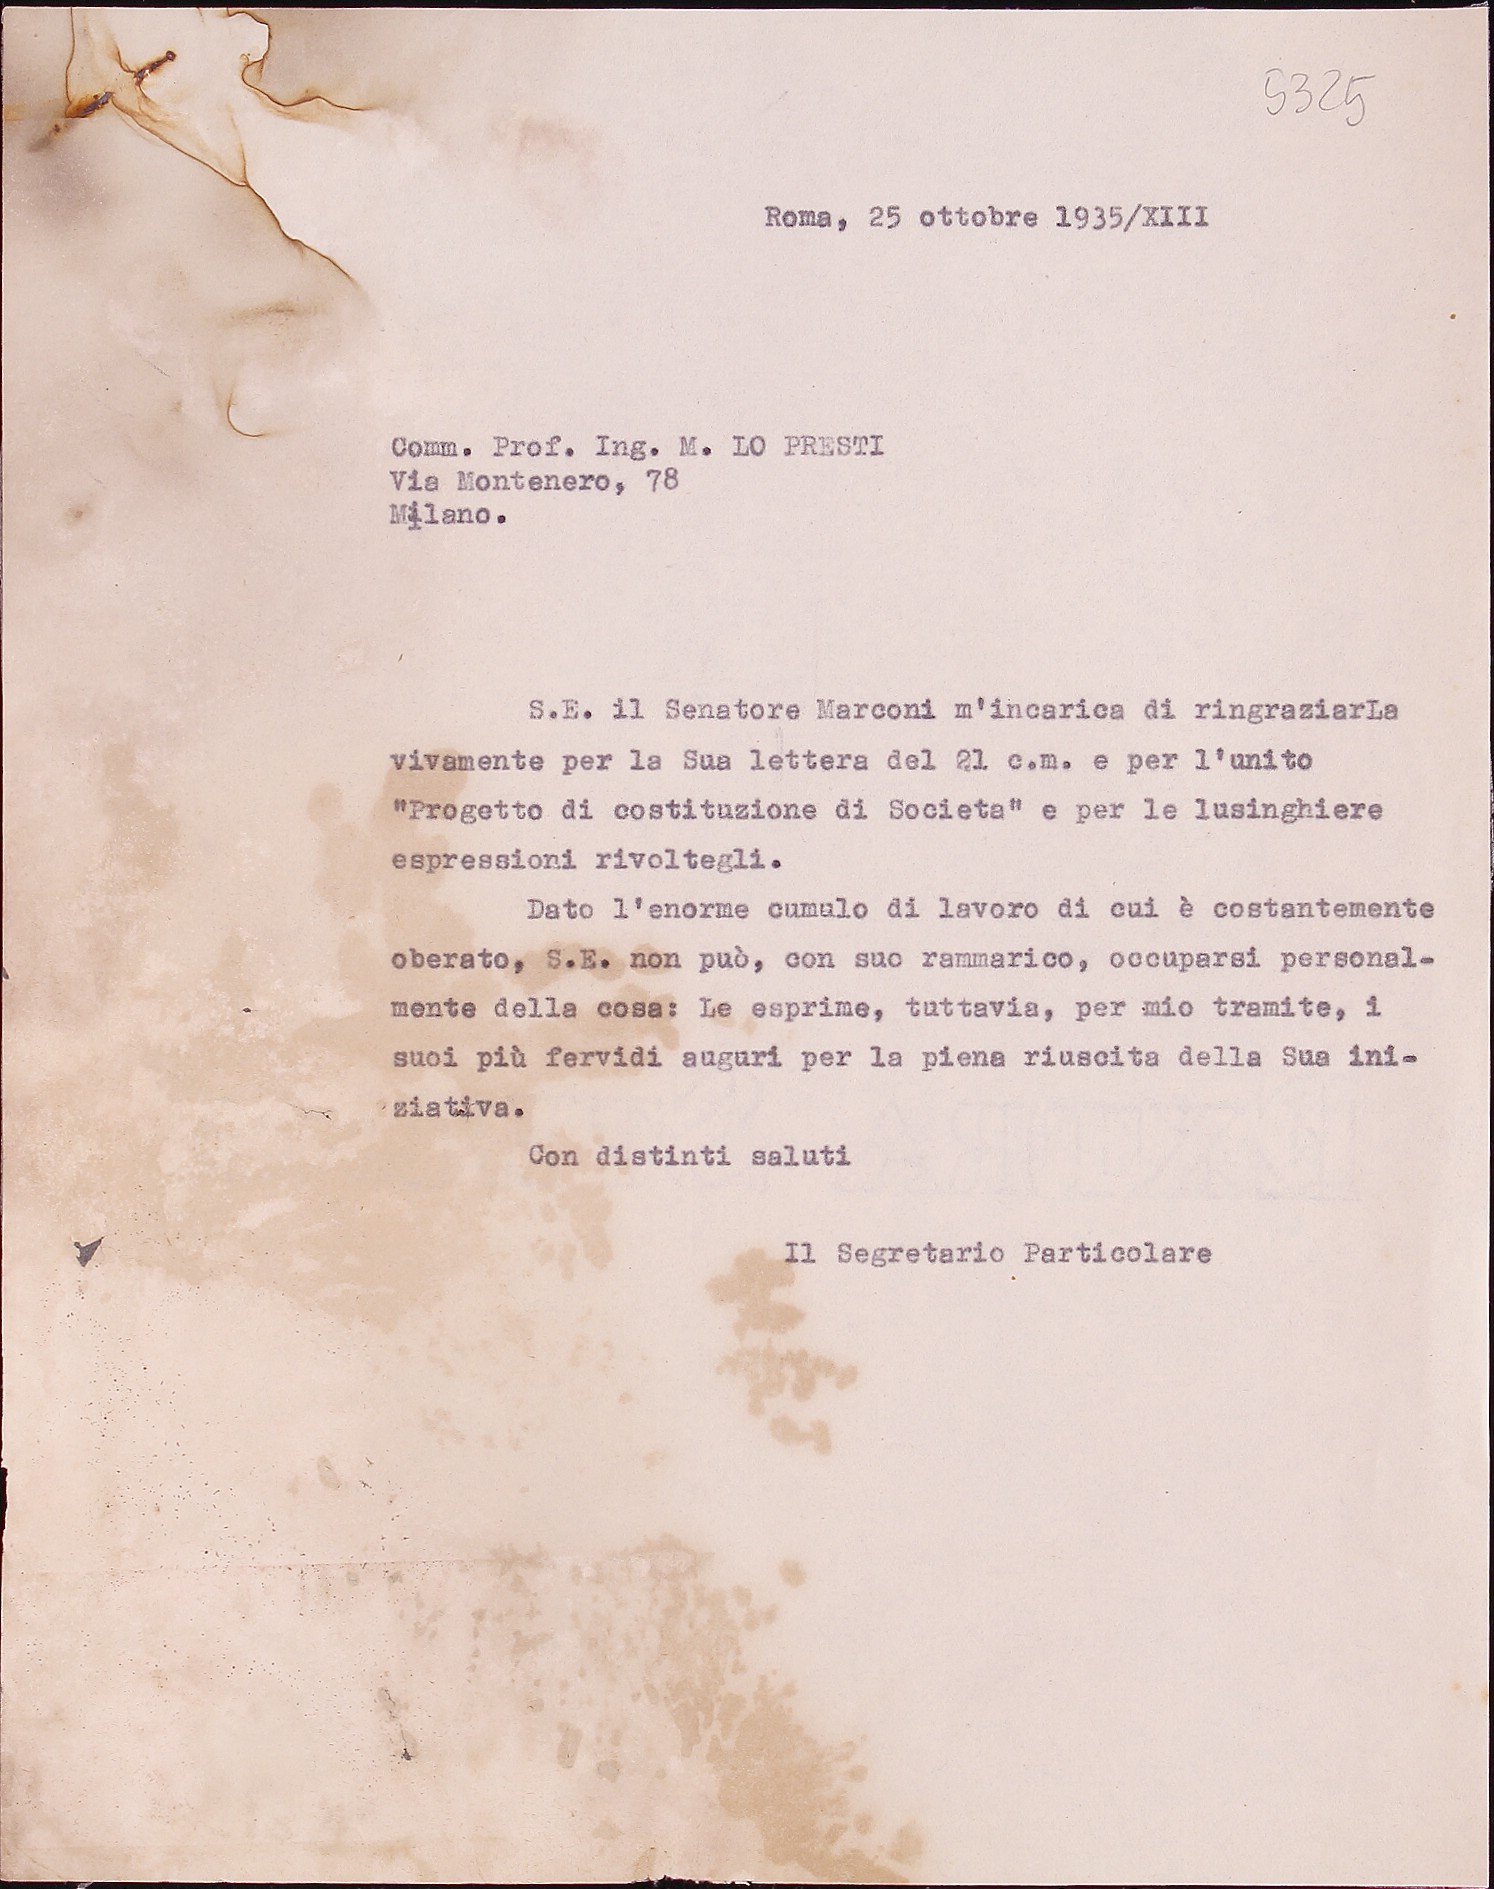 5325
Roma, 25 ottobre 1935/XIII
Comm. Prof. Ing. M. LO PRESTI
Via Montenero, 78
Milano.
S.E. il Senatore Marconi m'incarica di ringraziarLa
vivamente per la Sua lettera del 21 c.m. e per l'unito
"Progetto di costituzione di Societa" e per le lusinghiere
espressioni rivoltegli.
Dato l'enorme cumulo di lavoro di cui è costantemente
oberato, S.E. non può, con suo rammarico, occuparsi personal-
mente della cosa: Le esprime, tuttavia, per mio tramite, i
suoi più fervidi auguri per la piena riuscita della Sua ini-
ziativa.
Con distinti saluti
Il Segretario Particolare